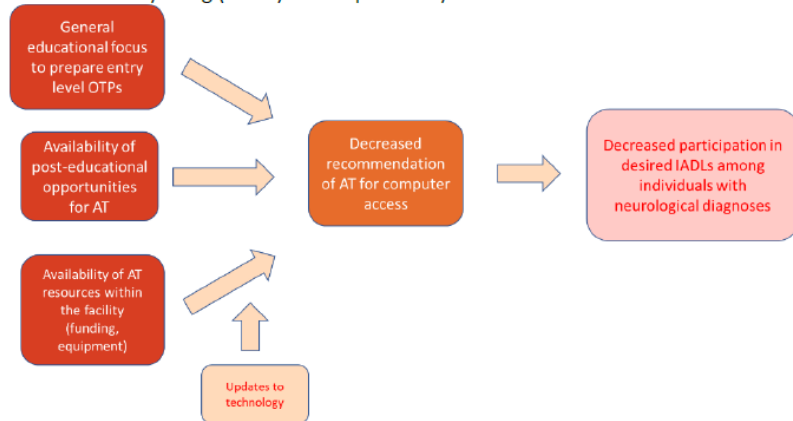 General
educational focus
to prepare entry
level OTPs
Availability of
post-educational
opportunities
for AT
Availability of AT
resources within
the facility
(funding,
equipment)
Updates to
technology
Decreased
recommendation
of AT for computer
access
Decreased participation in
desired IADLs among
individuals with
neurological diagnoses